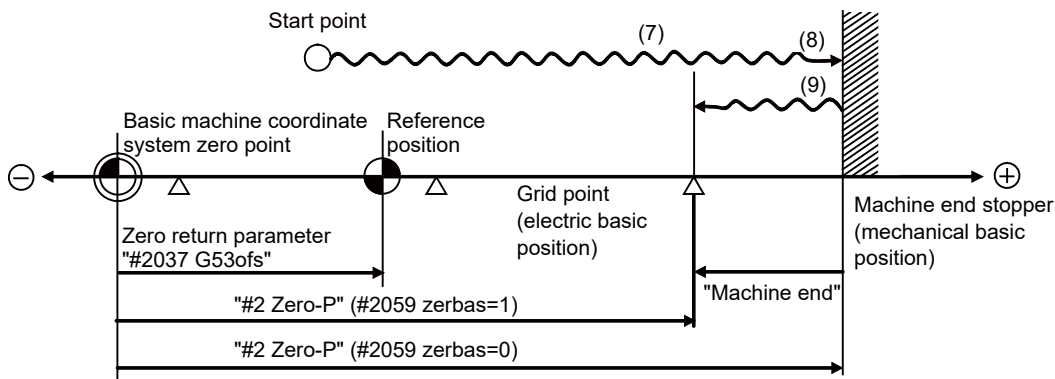 Start point
(7)
(8)
(9)
Basic machine coordinate
system zero point
Reference
position
−
+
Grid point
(electric basic
position)
Machine end stopper
(mechanical basic
position)
Zero return parameter
"#2037 G53ofs"
"Machine end"
"#2 Zero-P" (#2059 zerbas=1)
"#2 Zero-P" (#2059 zerbas=0)